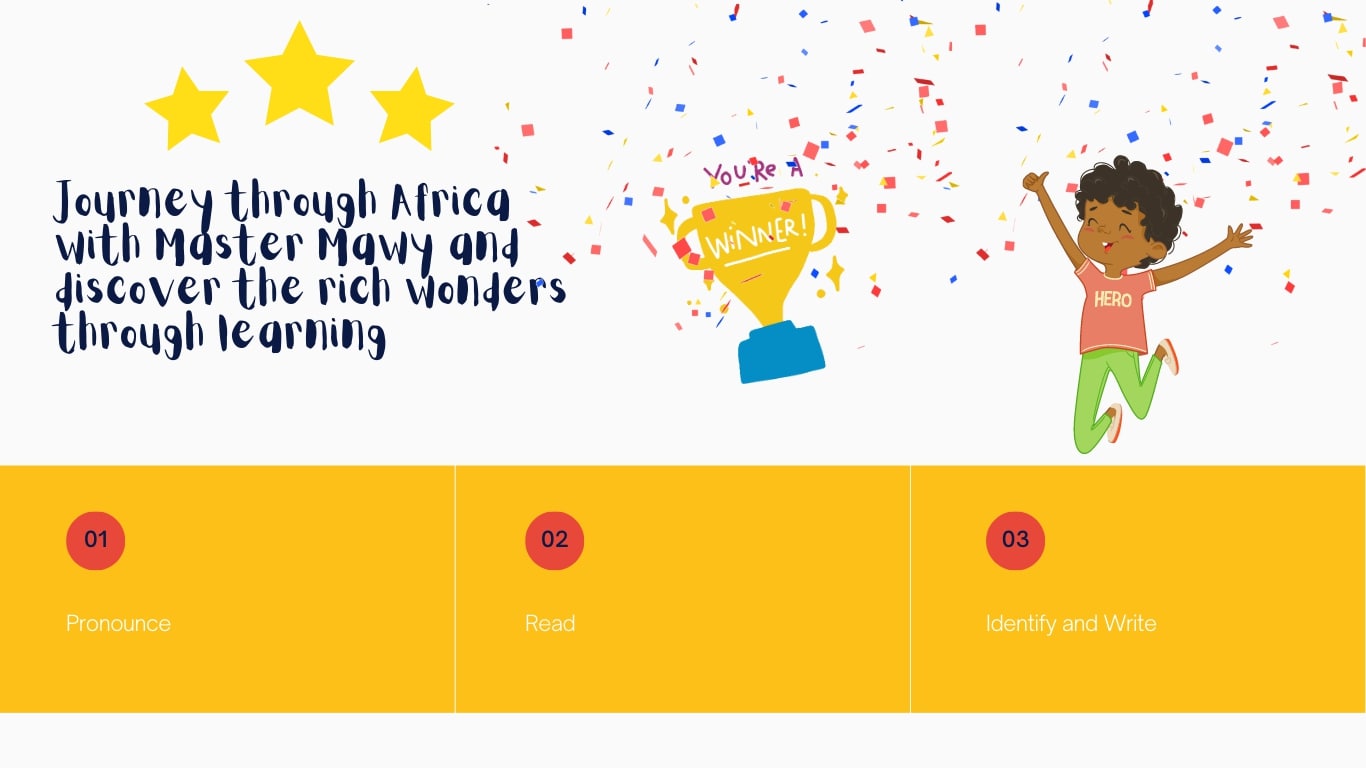 Journey through Africa
with Master Mawy and
discover the rich wonders
through learning
YOU'Re A
WiNNER!
HERO
01
Pronounce
02
Read
03
Identify and Write